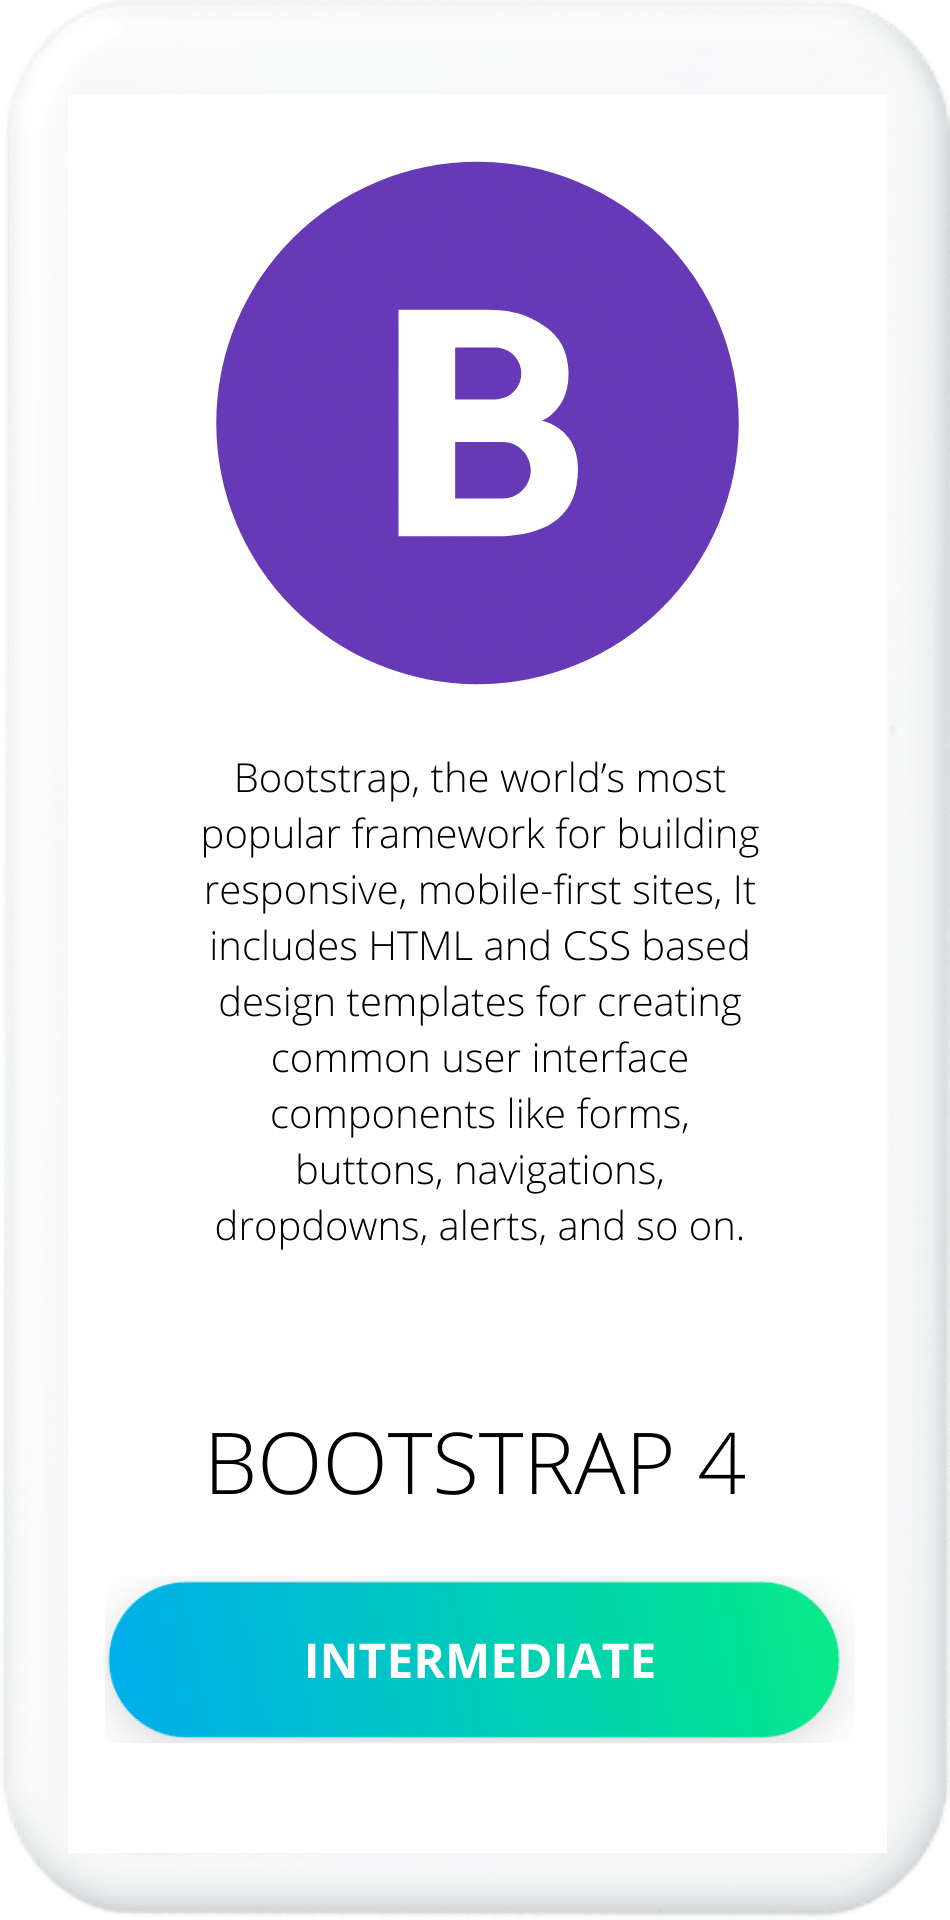 B
Bootstrap, the world’s most
popular framework for building
responsive, mobile-first sites, It
includes HTML and CSS based
design templates for creating
common user interface
components like forms,
buttons, navigations,
dropdowns, alerts, and so on.
BOOTSTRAP 4
INTERMEDIATE